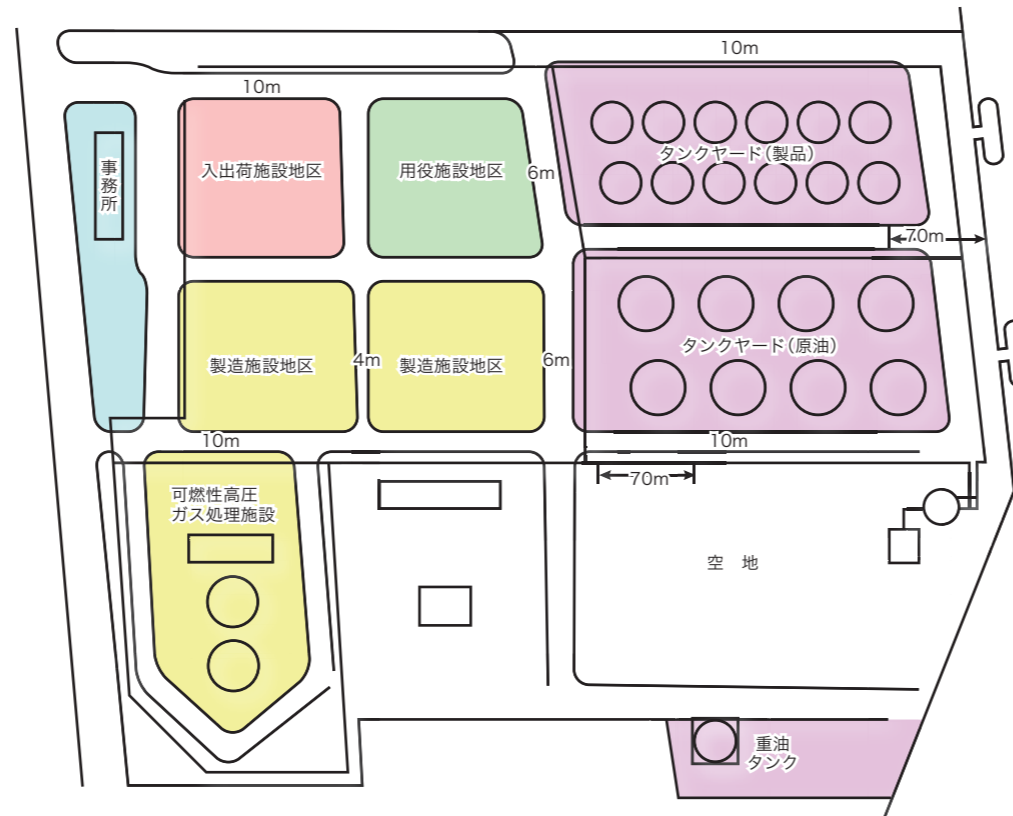 10m
10m
事務所
入出荷施設地区
用役施設地区
6m
タンクヤード（製品）
70m
製造施設地区
4m
製造施設地区
6m
タンクヤード（原油）
10m
10m
70m
可燃性高圧
ガス処理施設
空　地
重油
タンク